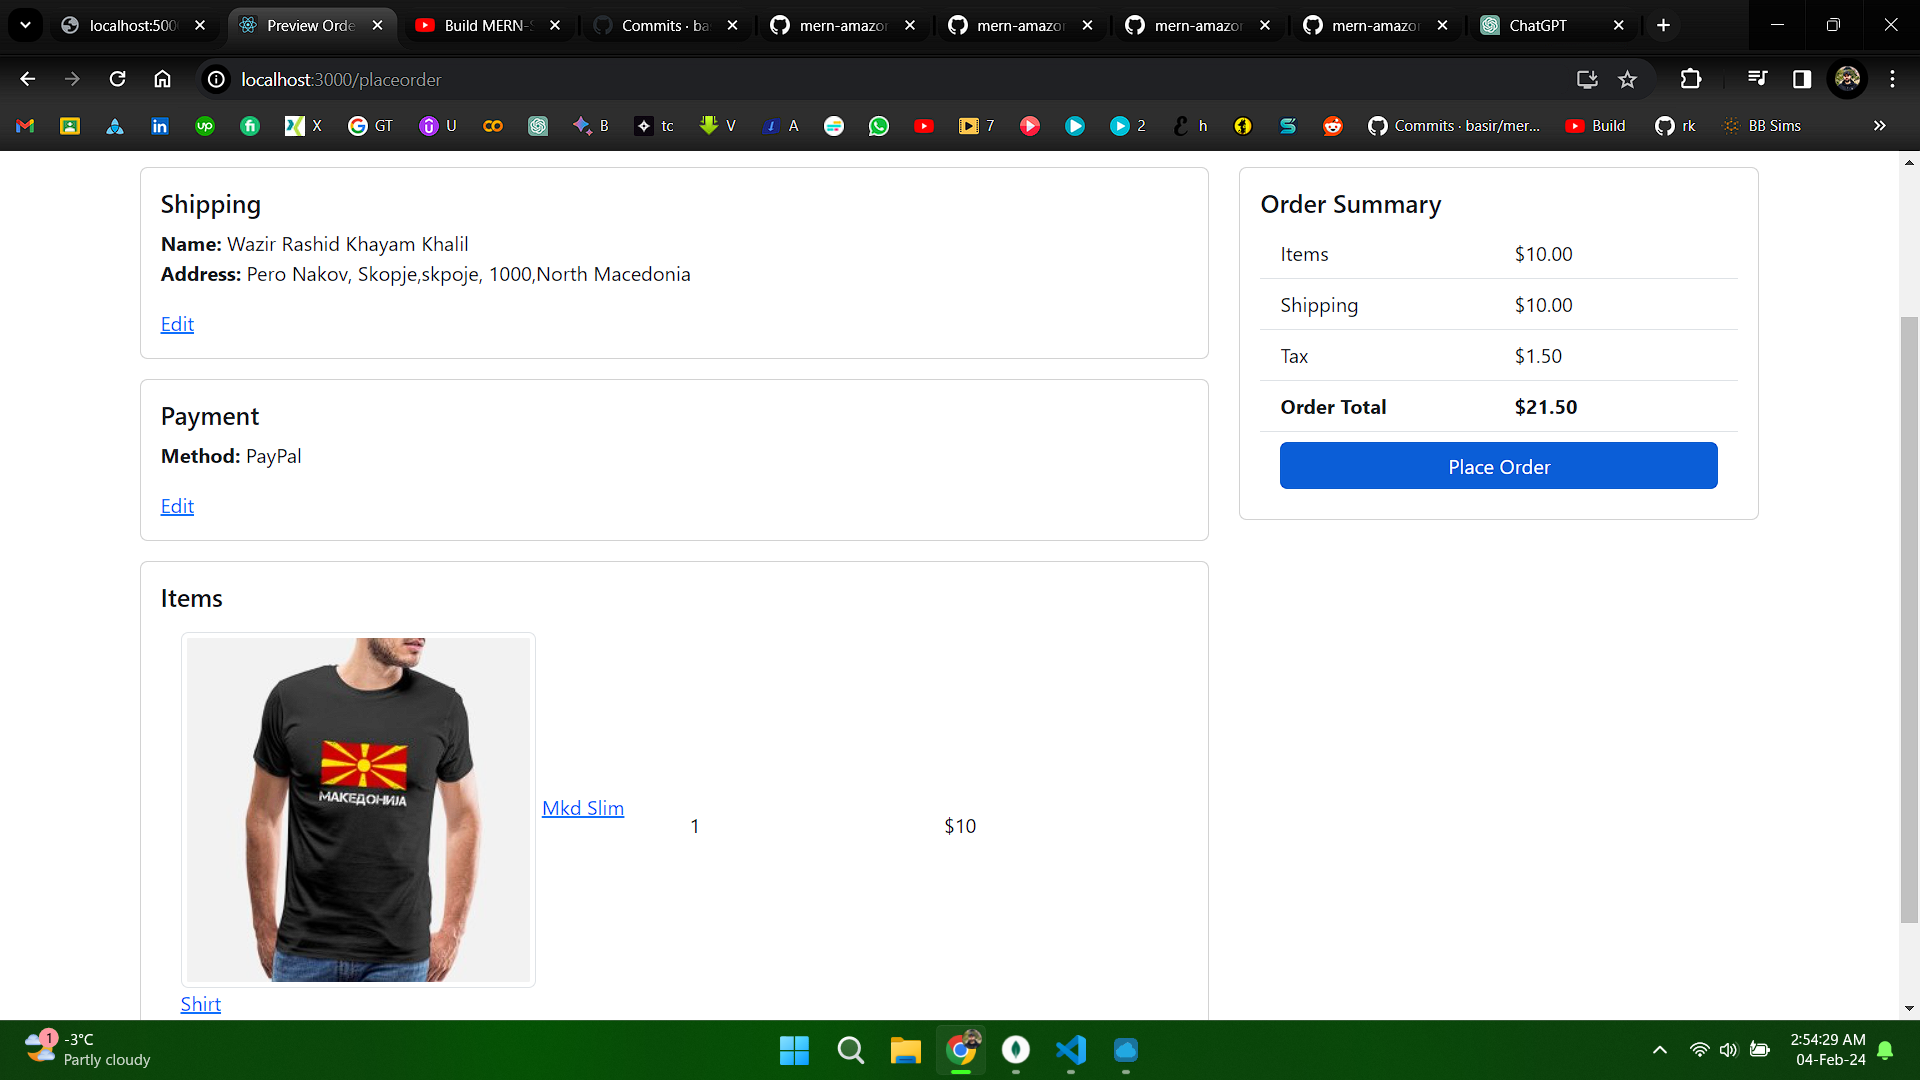 localhost:500
Preview Orde
Build MERN-S
Commits · ba
mern-amazon
mern-amazon
mern-amazon
mern-amazon
ChatGPT
localhost:3000/placeorder
X
GT
U
B
tc
V
A
7
2
h
Commits · basir/mer...
Build
rk
BB Sims
Shipping
Name: Wazir Rashid Khayam Khalil
Address: Pero Nakov, Skopje,skpoje, 1000,North Macedonia
Edit
Payment
Method: PayPal
Edit
Items
МАКЕДОНИЈА
Mkd Slim
Shirt
1
$10
Order Summary
Items $10.00
Shipping $10.00
Tax $1.50
Order Total $21.50
Place Order
1
-3°C
Partly cloudy
2:54:29 AM
04-Feb-24